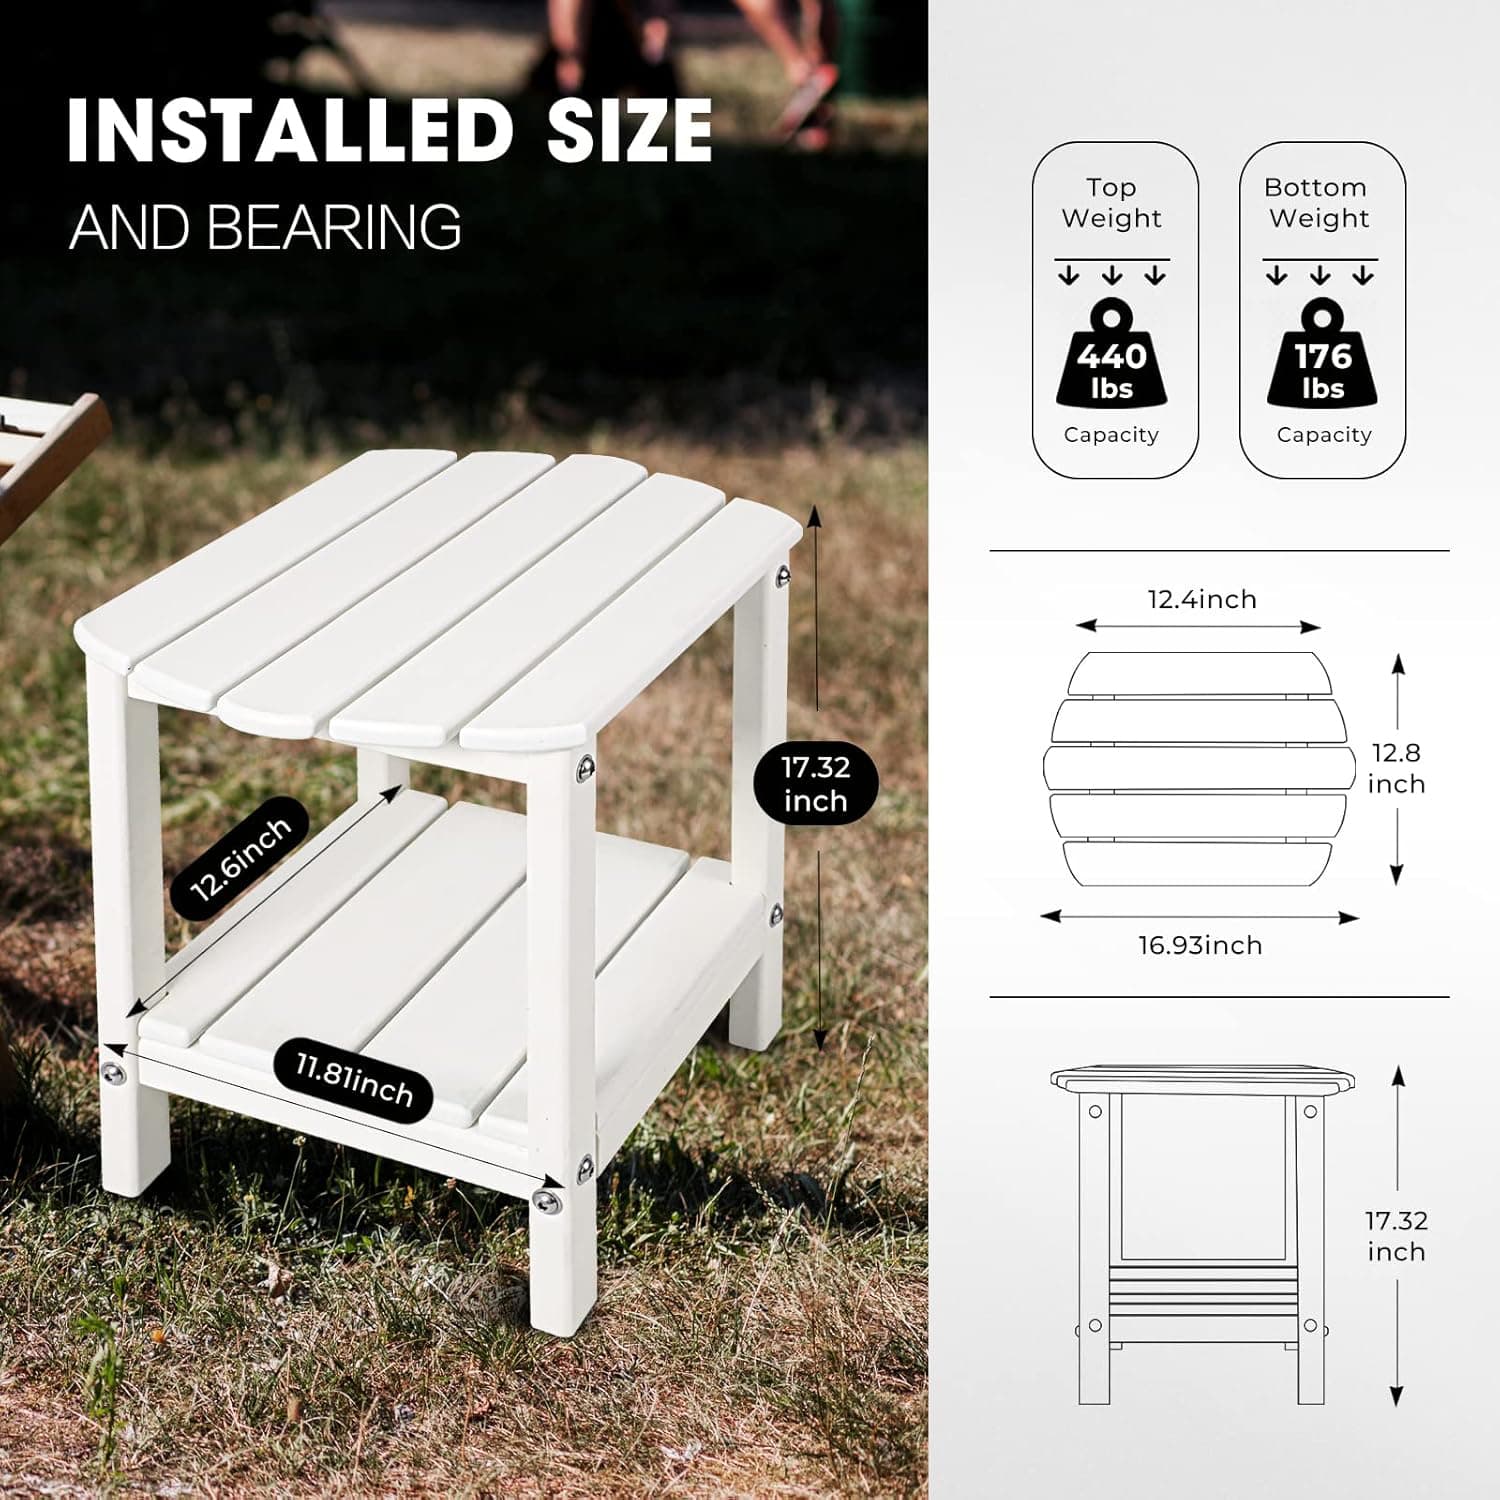 INSTALLED SIZE
AND BEARING
12.6inch
11.81inch
17.32
inch
Top
Weight
440
lbs
Capacity
Bottom
Weight
176
lbs
Capacity
12.4inch
12.8
inch
16.93inch
17.32
inch